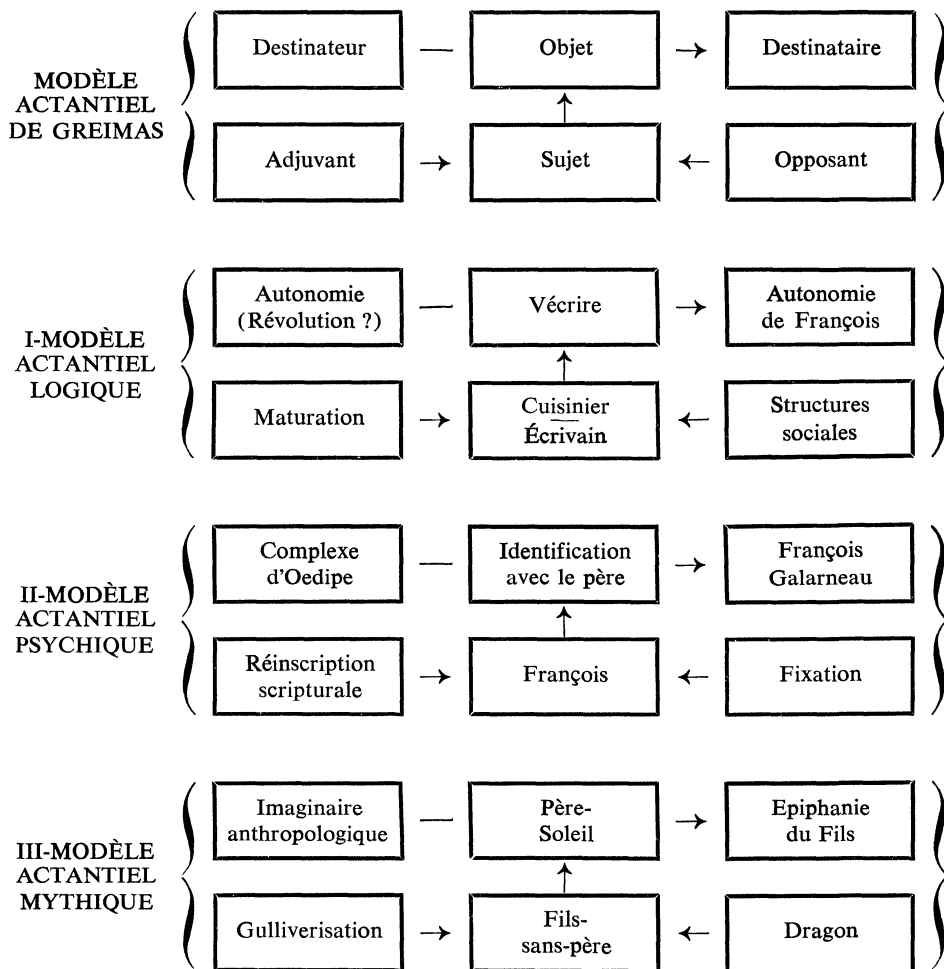 MODÈLE
ACTANTIEL
DE GREIMAS
Destinateur
Objet
Destinataire
Adjuvant
Sujet
Opposant
I-MODÈLE
ACTANTIEL
LOGIQUE
Autonomie
(Révolution ?)
Vécrire
Autonomie
de François
Maturation
Cuisinier
Écrivain
Structures
sociales
II-MODÈLE
ACTANTIEL
PSYCHIQUE
Complexe
d'Oedipe
Identification
avec le père
François
Galarneau
Réinscription
scripturale
François
Fixation
III-MODÈLE
ACTANTIEL
MYTHIQUE
Imaginaire
anthropologique
Père-
Soleil
Epiphanie
du Fils
Gulliverisation
Fils-
sans-père
Dragon